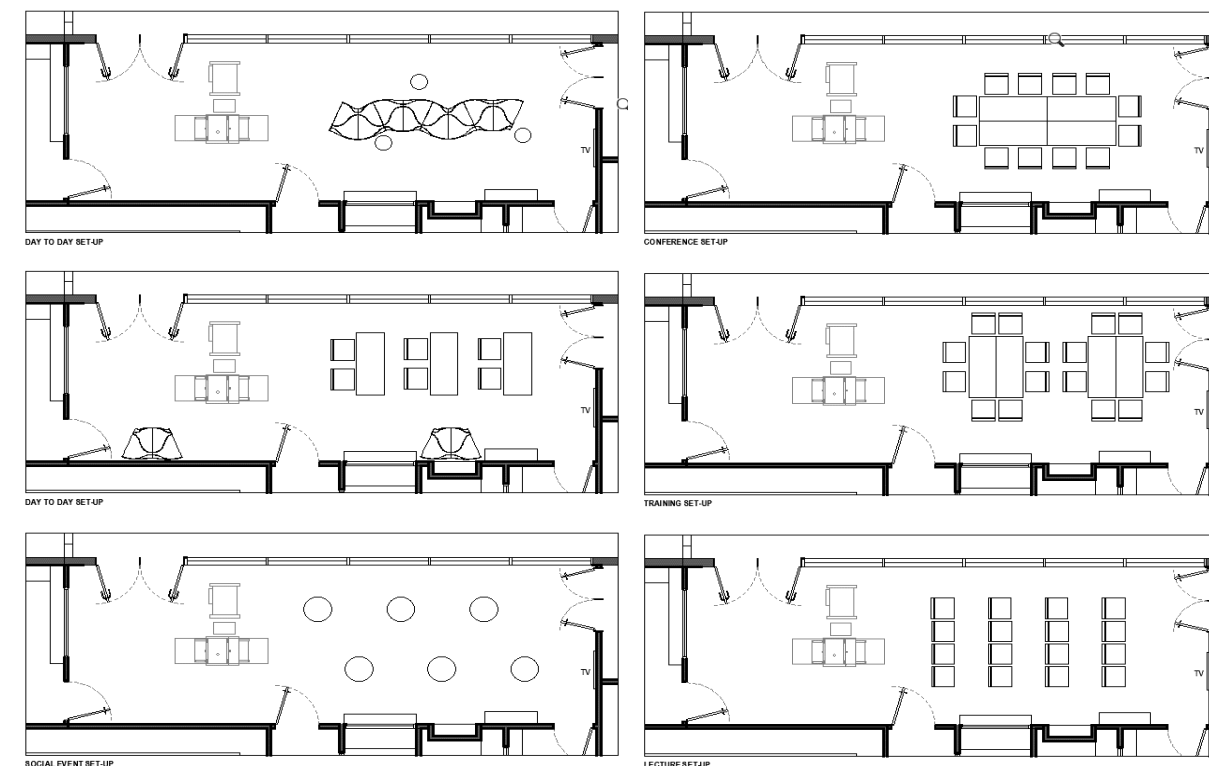 TV
DAY TO DAY SET-UP
TV
CONFERENCE SET-UP
TV
DAY TO DAY SET-UP
TV
TRAINING SET-UP
TV
SOCIAL EVENT SET-UP
TV
LECTURE SET-UP